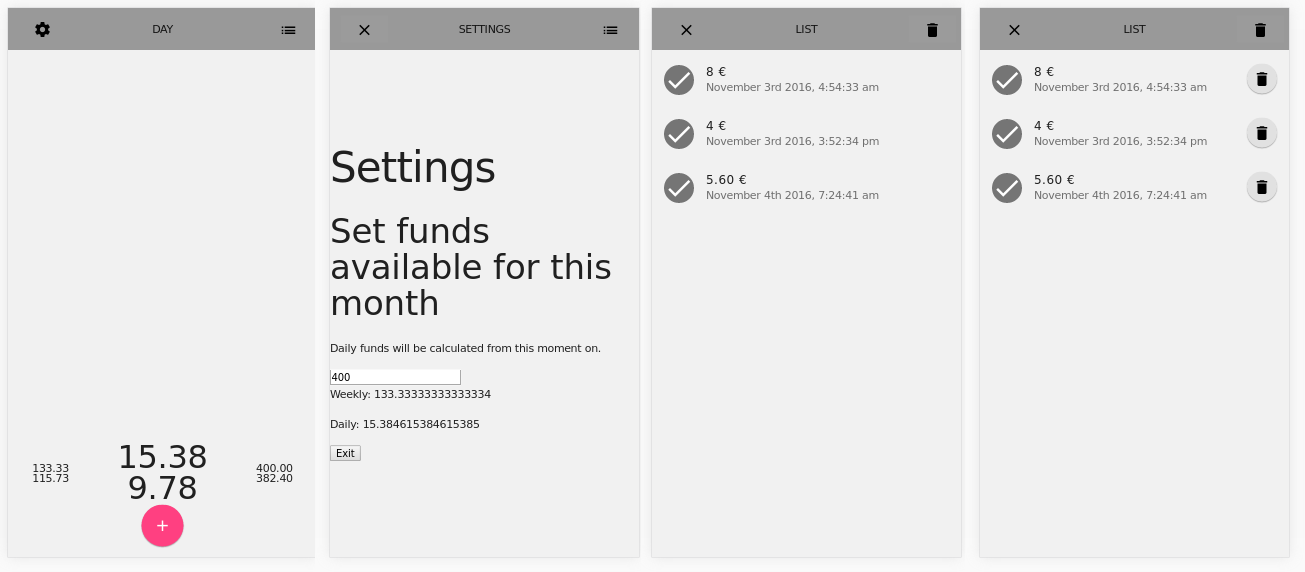 DAY
133.33
115.73
15.38
9.78
400.00
382.40
+
SETTINGS
Settings
Set funds
available for this
month
Daily funds will be calculated from this moment on.
400
Weekly: 133.33333333333334
Daily: 15.384615384615385
Exit
LIST
8 €
November 3rd 2016, 4:54:33 am
4 €
November 3rd 2016, 3:52:34 pm
5.60 €
November 4th 2016, 7:24:41 am
LIST
8 €
November 3rd 2016, 4:54:33 am
4 €
November 3rd 2016, 3:52:34 pm
5.60 €
November 4th 2016, 7:24:41 am